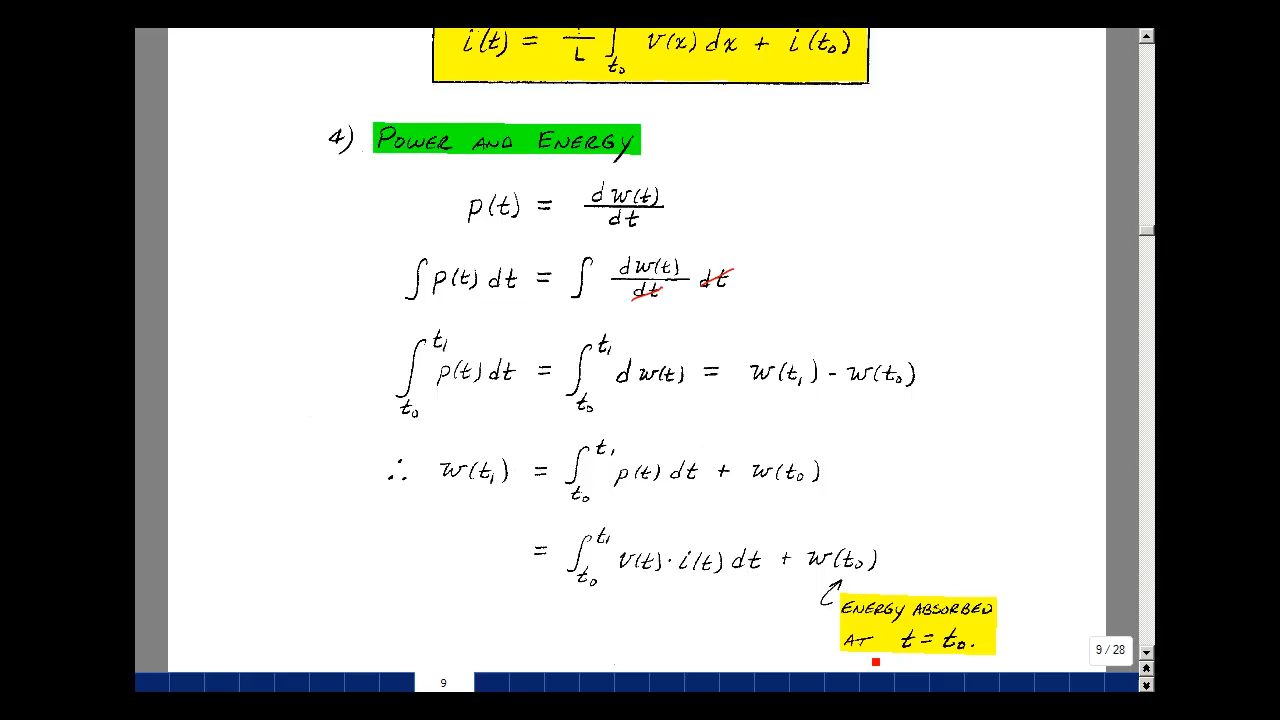 i(t) = 1/L ∫t₀ v(x) dx + i(t₀)
4) POWER AND ENERGY
p(t) = dw(t)/dt
∫ p(t) dt = ∫ dw(t)/dt dt
∫t₀^t₁ p(t) dt = ∫t₀^t₁ dw(t) = w(t₁) - w(t₀)
∴ w(t₁) = ∫t₀^t₁ p(t) dt + w(t₀)
= ∫t₀^t₁ v(t) · i(t) dt + w(t₀)
ENERGY ABSORBED
AT t = t₀.
9 / 28
9